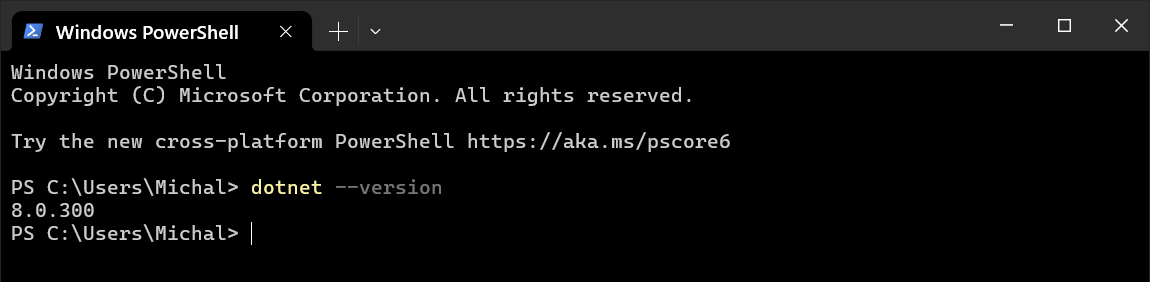 Windows PowerShell
Windows PowerShell
Copyright (C) Microsoft Corporation. All rights reserved.
Try the new cross-platform PowerShell https://aka.ms/pscore6
PS C:\Users\Michal> dotnet --version
8.0.300
PS C:\Users\Michal>